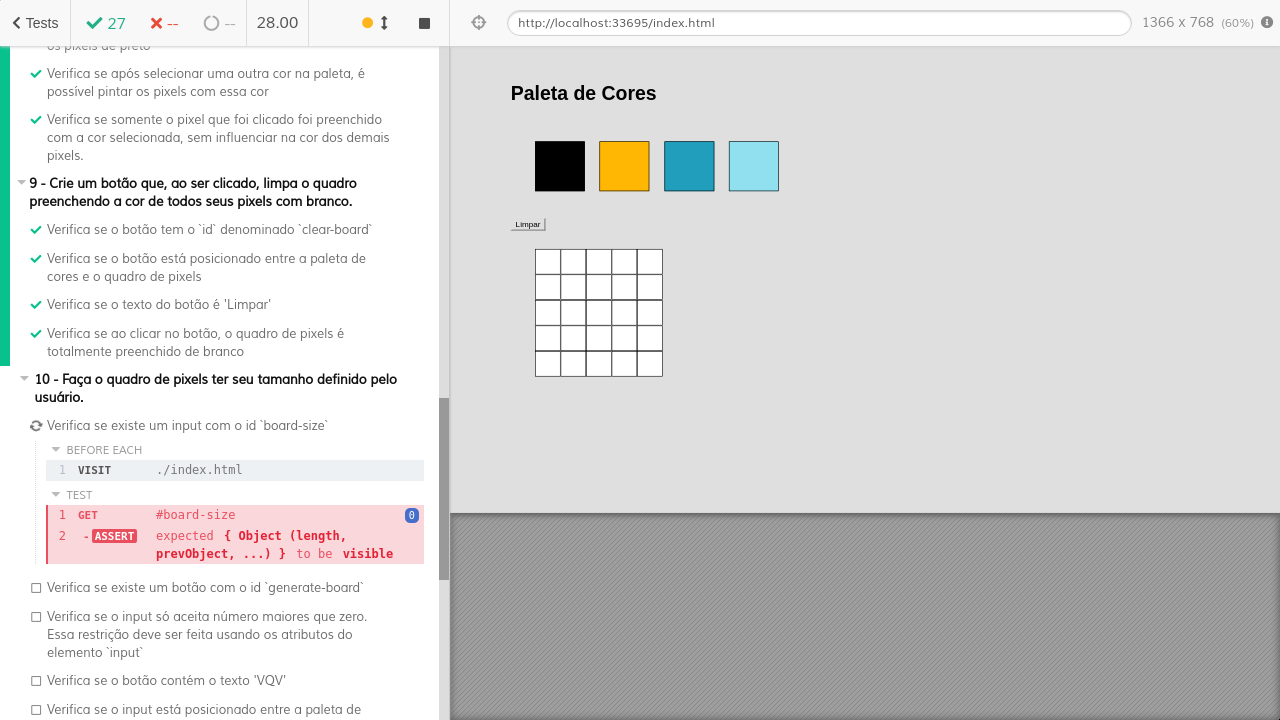 Tests
27
--
--
28.00
http://localhost:33695/index.html
1366 x 768 (60%)
os pixels de preto
Verifica se após selecionar uma outra cor na paleta, é
possível pintar os pixels com essa cor
Verifica se somente o pixel que foi clicado foi preenchido
com a cor selecionada, sem influenciar na cor dos demais
pixels.
9 - Crie um botão que, ao ser clicado, limpa o quadro
preenchendo a cor de todos seus pixels com branco.
Verifica se o botão tem o `id` denominado `clear-board`
Verifica se o botão está posicionado entre a paleta de
cores e o quadro de pixels
Verifica se o texto do botão é 'Limpar'
Verifica se ao clicar no botão, o quadro de pixels é
totalmente preenchido de branco
10 - Faça o quadro de pixels ter seu tamanho definido pelo
usuário.
Verifica se existe um input com o id `board-size`
BEFORE EACH
1 VISIT ./index.html
TEST
1 GET #board-size 0
2 -ASSERT expected { Object (length,
prevObject, ...) } to be visible
Verifica se existe um botão com o id `generate-board`
Verifica se o input só aceita número maiores que zero.
Essa restrição deve ser feita usando os atributos do
elemento `input`
Verifica se o botão contém o texto 'VQV'
Verifica se o input está posicionado entre a paleta de
Paleta de Cores
Limpar